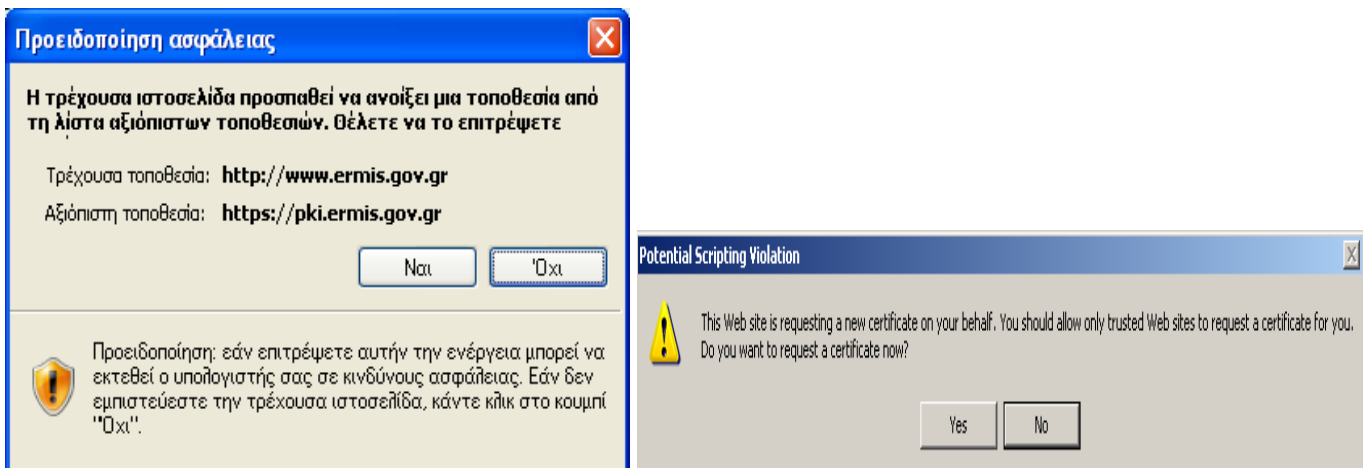 Προειδοποίηση ασφάλειας
Η τρέχουσα ιστοσελίδα προσπαθεί να ανοίξει μια τοποθεσία από
τη λίστα αξιόπιστων τοποθεσιών. Θέλετε να το επιτρέψετε
Τρέχουσα τοποθεσία: http://www.ermis.gov.gr
Αξιόπιστη τοποθεσία: https://pki.ermis.gov.gr
Ναι
'Όχι
Προειδοποίηση: εάν επιτρέψετε αυτήν την ενέργεια μπορεί να
εκτεθεί ο υπολογιστής σας σε κινδύνους ασφάλειας. Εάν δεν
εμπιστεύεστε την τρέχουσα ιστοσελίδα, κάντε κλικ στο κουμπί
"Όχι".
Potential Scripting Violation
This Web site is requesting a new certificate on your behalf. You should allow only trusted Web sites to request a certificate for you.
Do you want to request a certificate now?
Yes
No